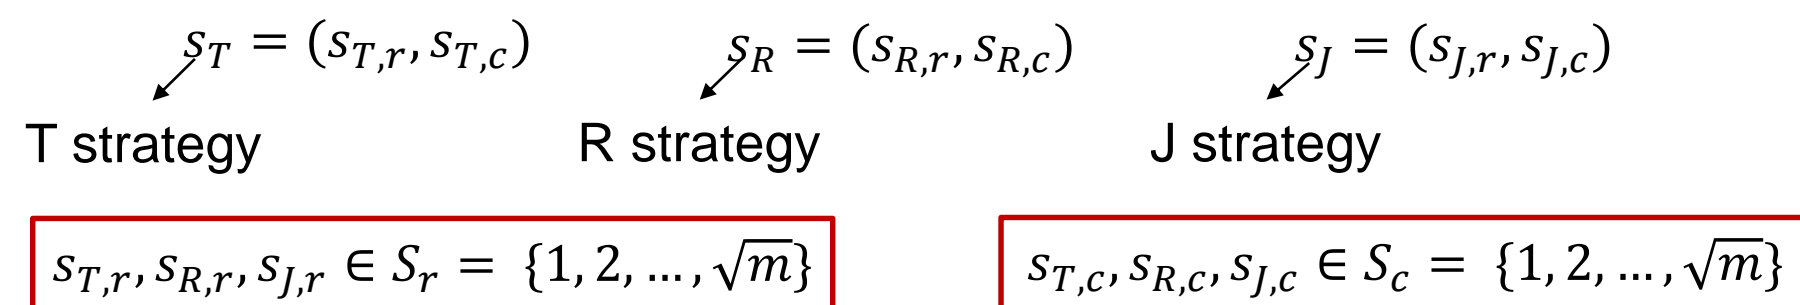 s_T = (s_{T,r}, s_{T,c}) s_R = (s_{R,r}, s_{R,c}) s_J = (s_{J,r}, s_{J,c})
T strategy R strategy J strategy
s_{T,r}, s_{R,r}, s_{J,r} ∈ S_r = {1, 2, …, √m} s_{T,c}, s_{R,c}, s_{J,c} ∈ S_c = {1, 2, …, √m}